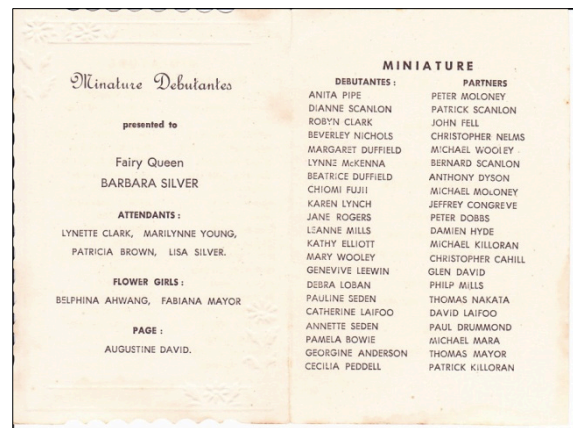 Minature Debutantes
presented to
Fairy Queen
BARBARA SILVER
ATTENDANTS :
LYNETTE CLARK, MARILYNNE YOUNG,
PATRICIA BROWN, LISA SILVER.
FLOWER GIRLS :
BELPHINA AHWANG, FABIANA MAYOR
PAGE :
AUGUSTINE DAVID.
MINIATURE
DEBUTANTES : PARTNERS
ANITA PIPE PETER MOLONEY
DIANNE SCANLON PATRICK SCANLON
ROBYN CLARK JOHN FELL
BEVERLEY NICHOLS CHRISTOPHER NELMS
MARGARET DUFFIELD MICHAEL WOOLEY
LYNNE McKENNA BERNARD SCANLON
BEATRICE DUFFIELD ANTHONY DYSON
CHIOMI FUJII MICHAEL MOLONEY
KAREN LYNCH JEFFREY CONGREVE
JANE ROGERS PETER DOBBS
LEANNE MILLS DAMIEN HYDE
KATHY ELLIOTT MICHAEL KILLORAN
MARY WOOLEY CHRISTOPHER CAHILL
GENEVIVE LEEWIN GLEN DAVID
DEBRA LOBAN PHILP MILLS
PAULINE SEDEN THOMAS NAKATA
CATHERINE LAIFOO DAVID LAIFOO
ANNETTE SEDEN PAUL DRUMMOND
PAMELA BOWIE MICHAEL MARA
GEORGINE ANDERSON THOMAS MAYOR
CECILIA PEDDELL PATRICK KILLORAN